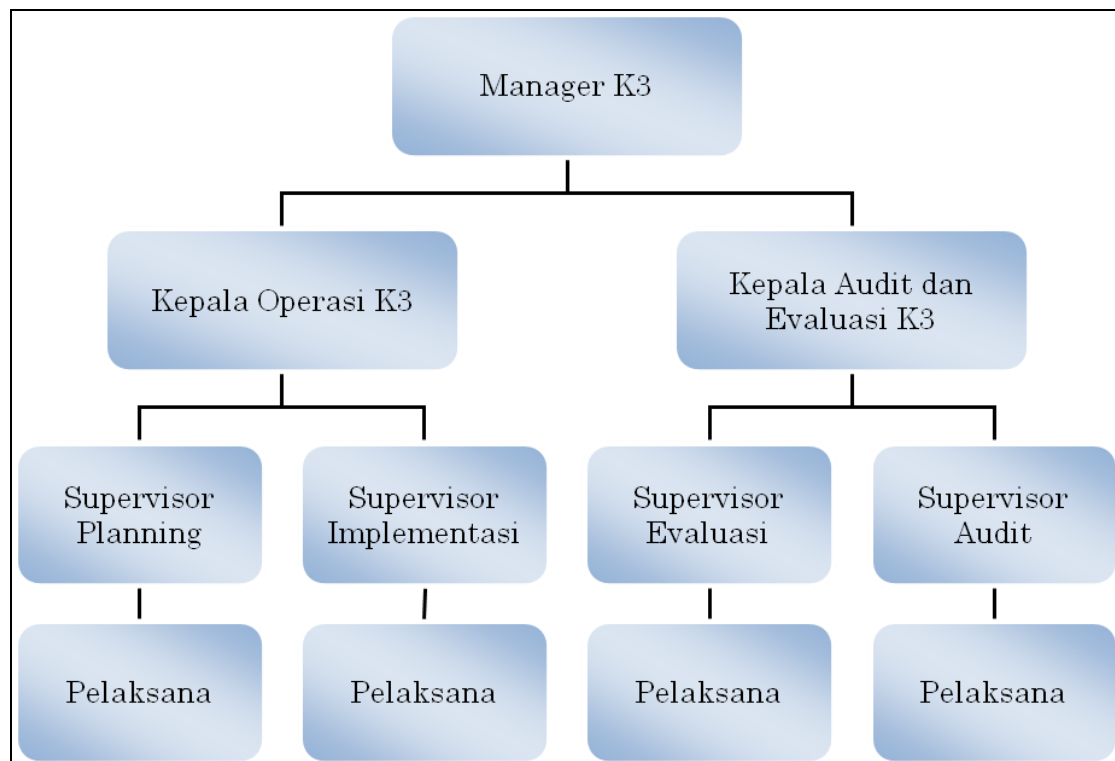 Manager K3
Kepala Operasi K3
Kepala Audit dan
Evaluasi K3
Supervisor
Planning
Supervisor
Implementasi
Supervisor
Evaluasi
Supervisor
Audit
Pelaksana
Pelaksana
Pelaksana
Pelaksana